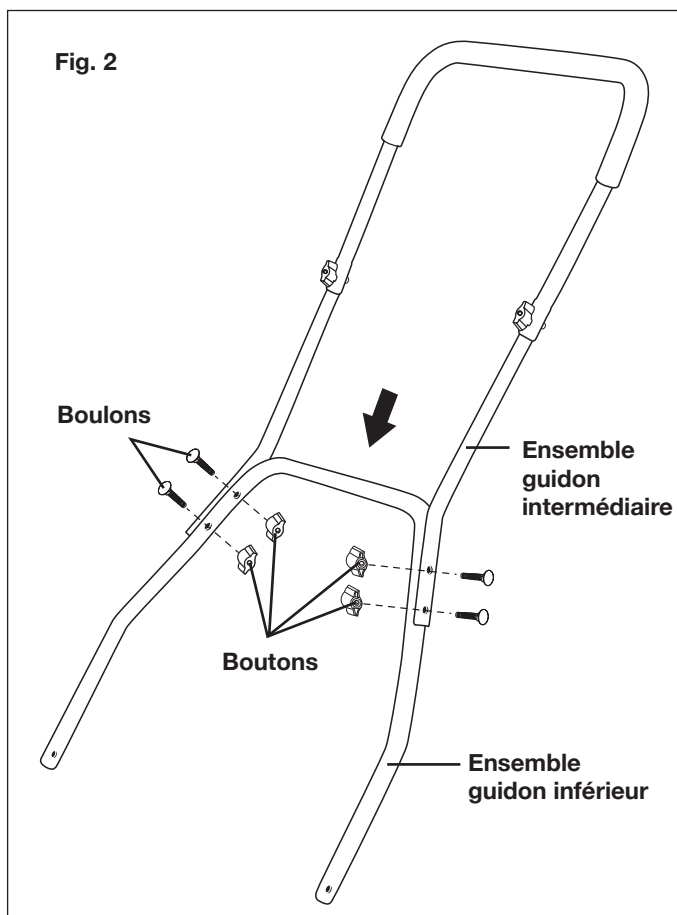 Fig. 2
Boulons
Ensemble
guidon
intermédiaire
Boutons
Ensemble
guidon inférieur